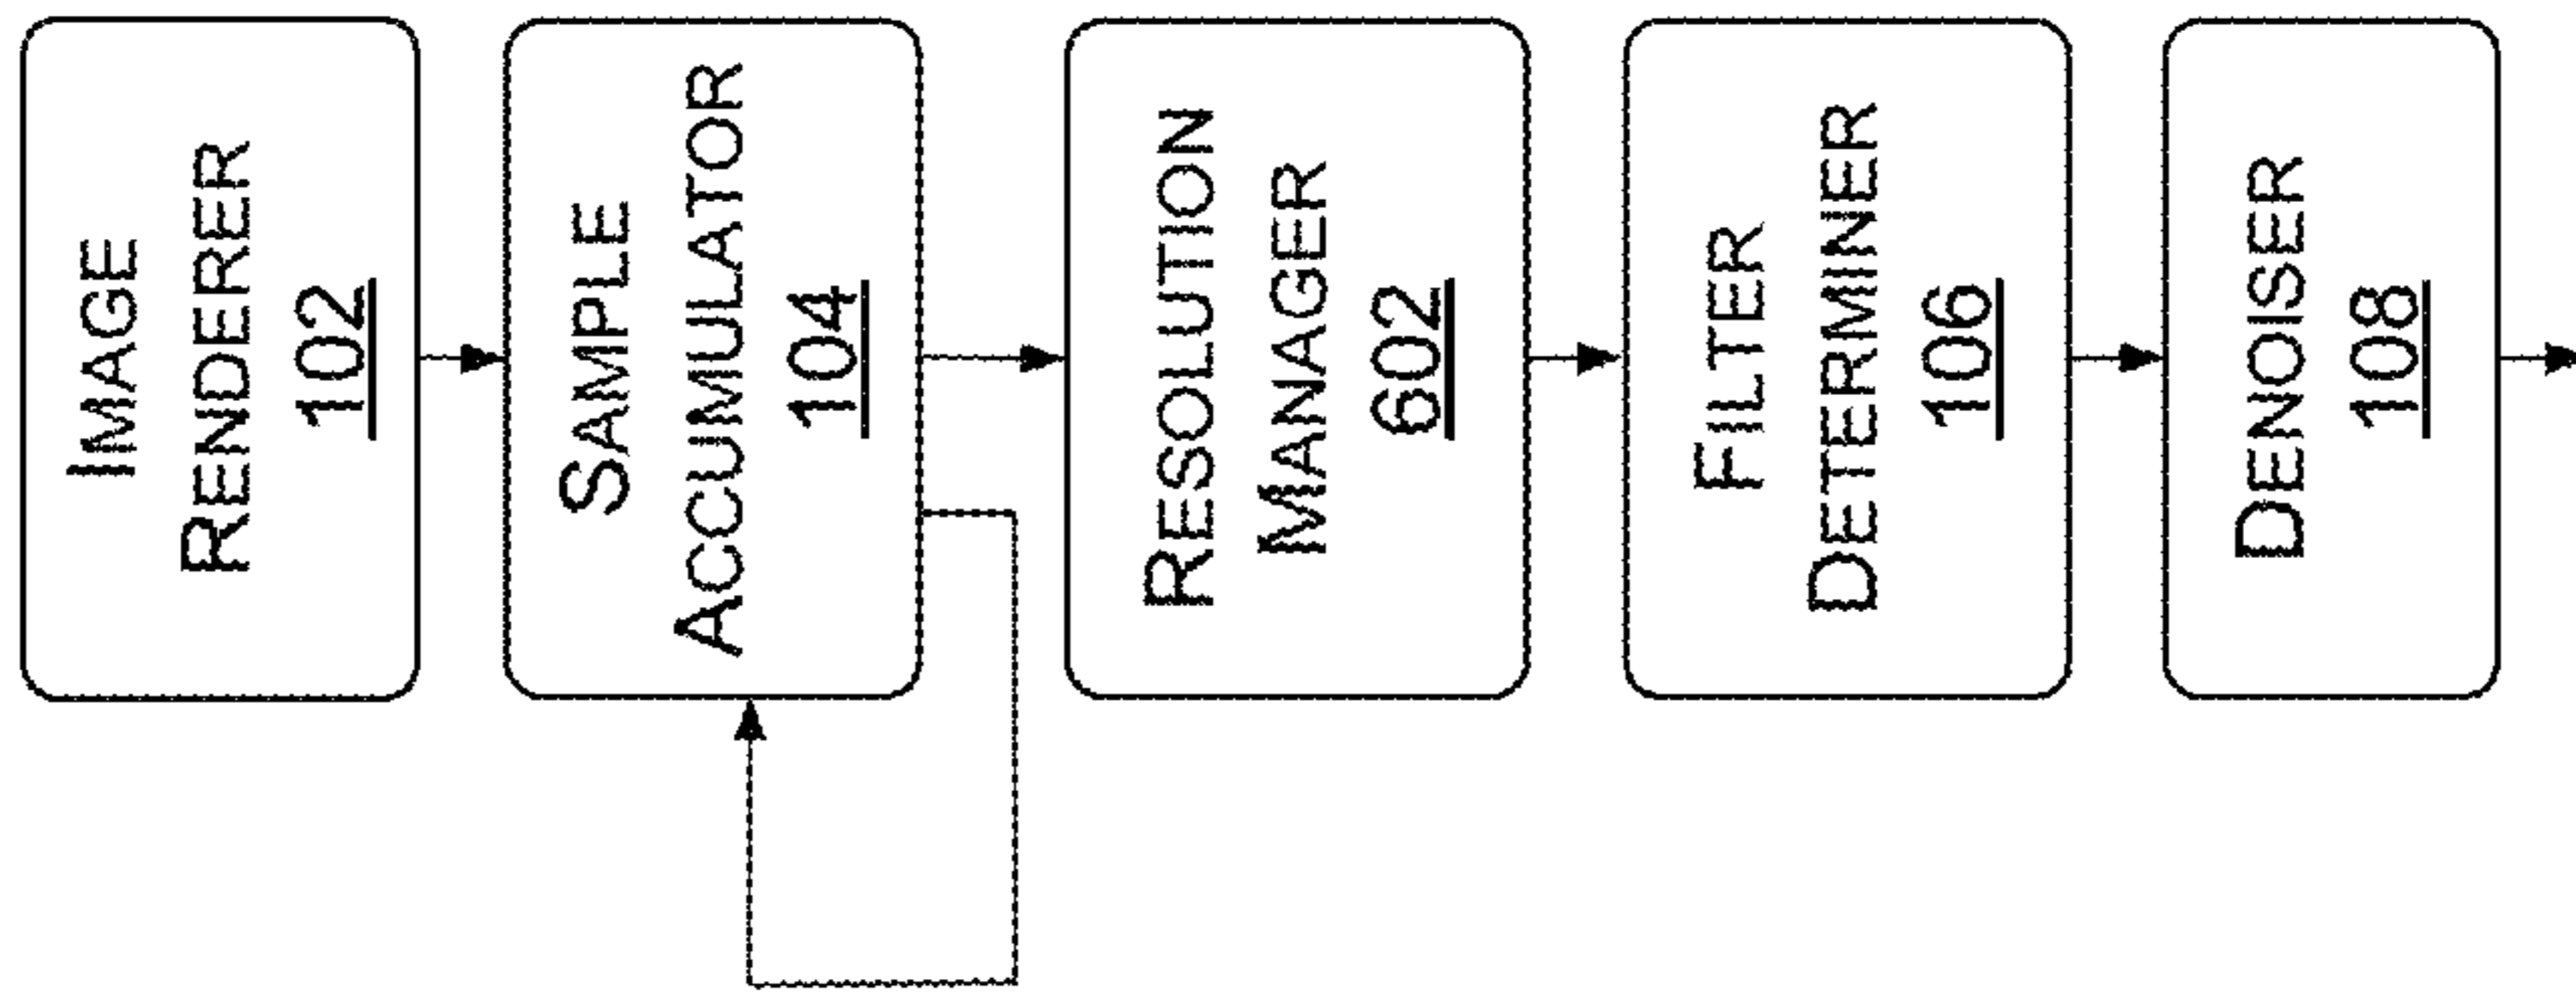 IMAGE
RENDERER
102
SAMPLE
ACCUMULATOR
104
RESOLUTION
MANAGER
602
FILTER
DETERMINER
106
DENOISER
108